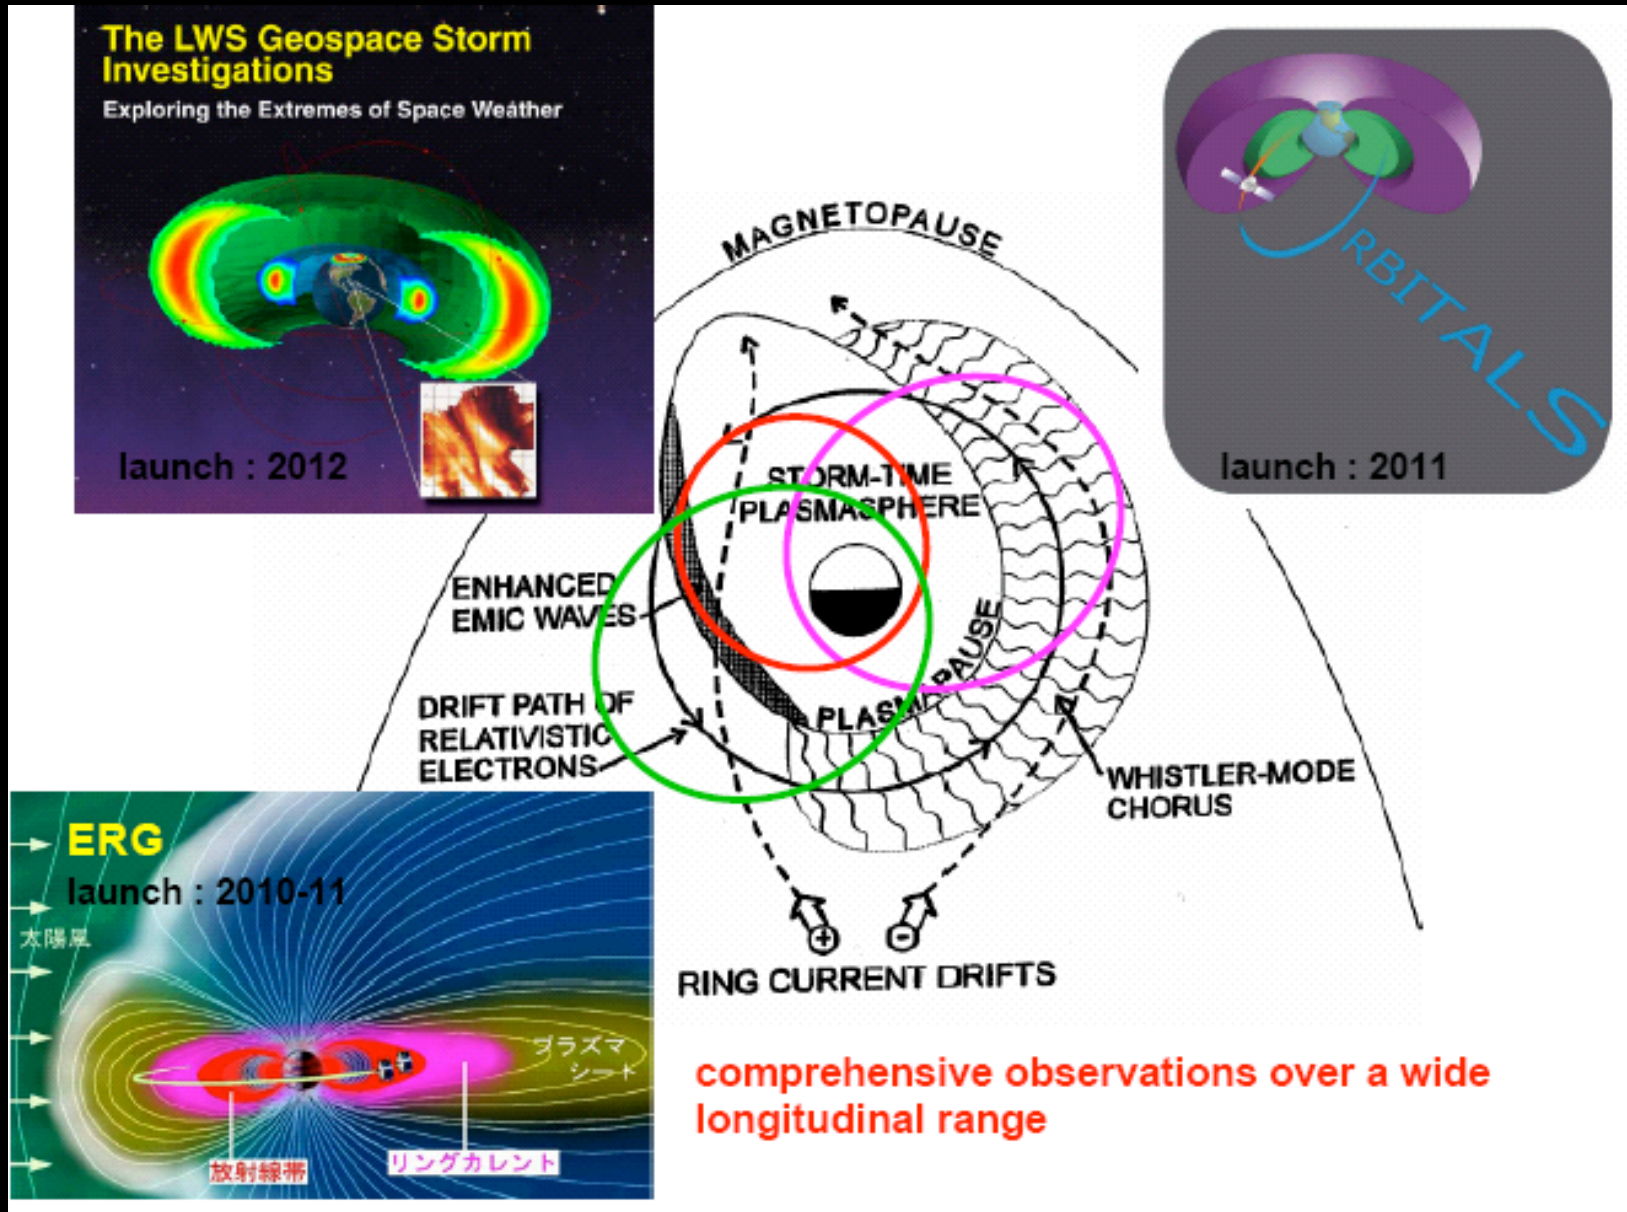 The LWS Geospace Storm
Investigations
Exploring the Extremes of Space Weather
launch : 2012
ORBITALS
launch : 2011
MAGNETOPAUSE
STORM-TIME
PLASMASPHERE
ENHANCED
EMIC WAVES
PLASMAPAUSE
DRIFT PATH OF
RELATIVISTIC
ELECTRONS
WHISTLER-MODE
CHORUS
+
-
RING CURRENT DRIFTS
ERG
launch : 2010-11
太陽風
プラズマ
シート
放射線帯
リングカレント
comprehensive observations over a wide
longitudinal range